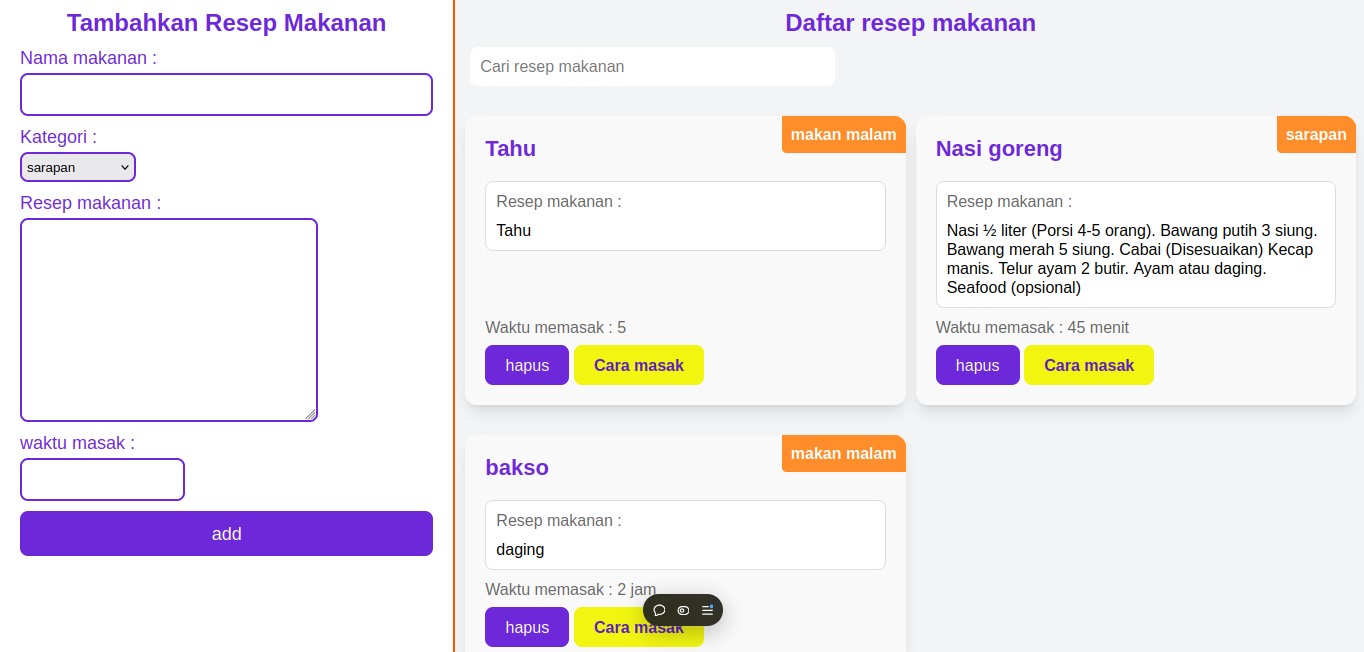 Tambahkan Resep Makanan
Nama makanan :
Kategori :
sarapan
Resep makanan :
waktu masak :
add
Daftar resep makanan
Cari resep makanan
makan malam
Tahu
Resep makanan :
Tahu
Waktu memasak : 5
hapus
Cara masak
sarapan
Nasi goreng
Resep makanan :
Nasi ½ liter (Porsi 4-5 orang). Bawang putih 3 siung.
Bawang merah 5 siung. Cabai (Disesuaikan) Kecap
manis. Telur ayam 2 butir. Ayam atau daging.
Seafood (opsional)
Waktu memasak : 45 menit
hapus
Cara masak
makan malam
bakso
Resep makanan :
daging
Waktu memasak : 2 jam
hapus
Cara masak